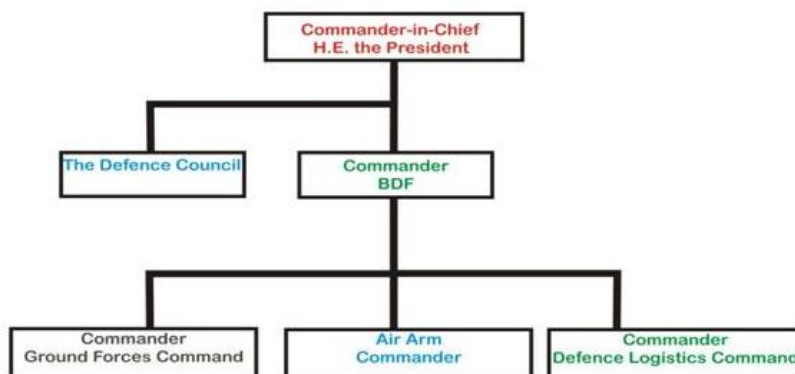 Commander-in-Chief
H.E. the President
The Defence Council
Commander
BDF
Commander
Ground Forces Command
Air Arm
Commander
Commander
Defence Logistics Command